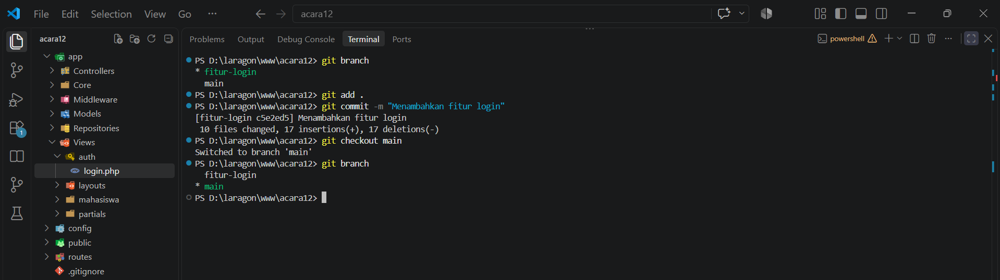 File Edit Selection View Go ··· acara12
acara12
Problems Output Debug Console Terminal Ports
powershell
app
Controllers
Core
Middleware
Models
Repositories
Views
auth
login.php
layouts
mahasiswa
partials
config
public
routes
.gitignore
1
PS D:\laragon\www\acara12> git branch
* fitur-login
main
PS D:\laragon\www\acara12> git add .
PS D:\laragon\www\acara12> git commit -m "Menambahkan fitur login"
[fitur-login c5e2ed5] Menambahkan fitur login
10 files changed, 17 insertions(+), 17 deletions(-)
PS D:\laragon\www\acara12> git checkout main
Switched to branch 'main'
PS D:\laragon\www\acara12> git branch
fitur-login
* main
PS D:\laragon\www\acara12>